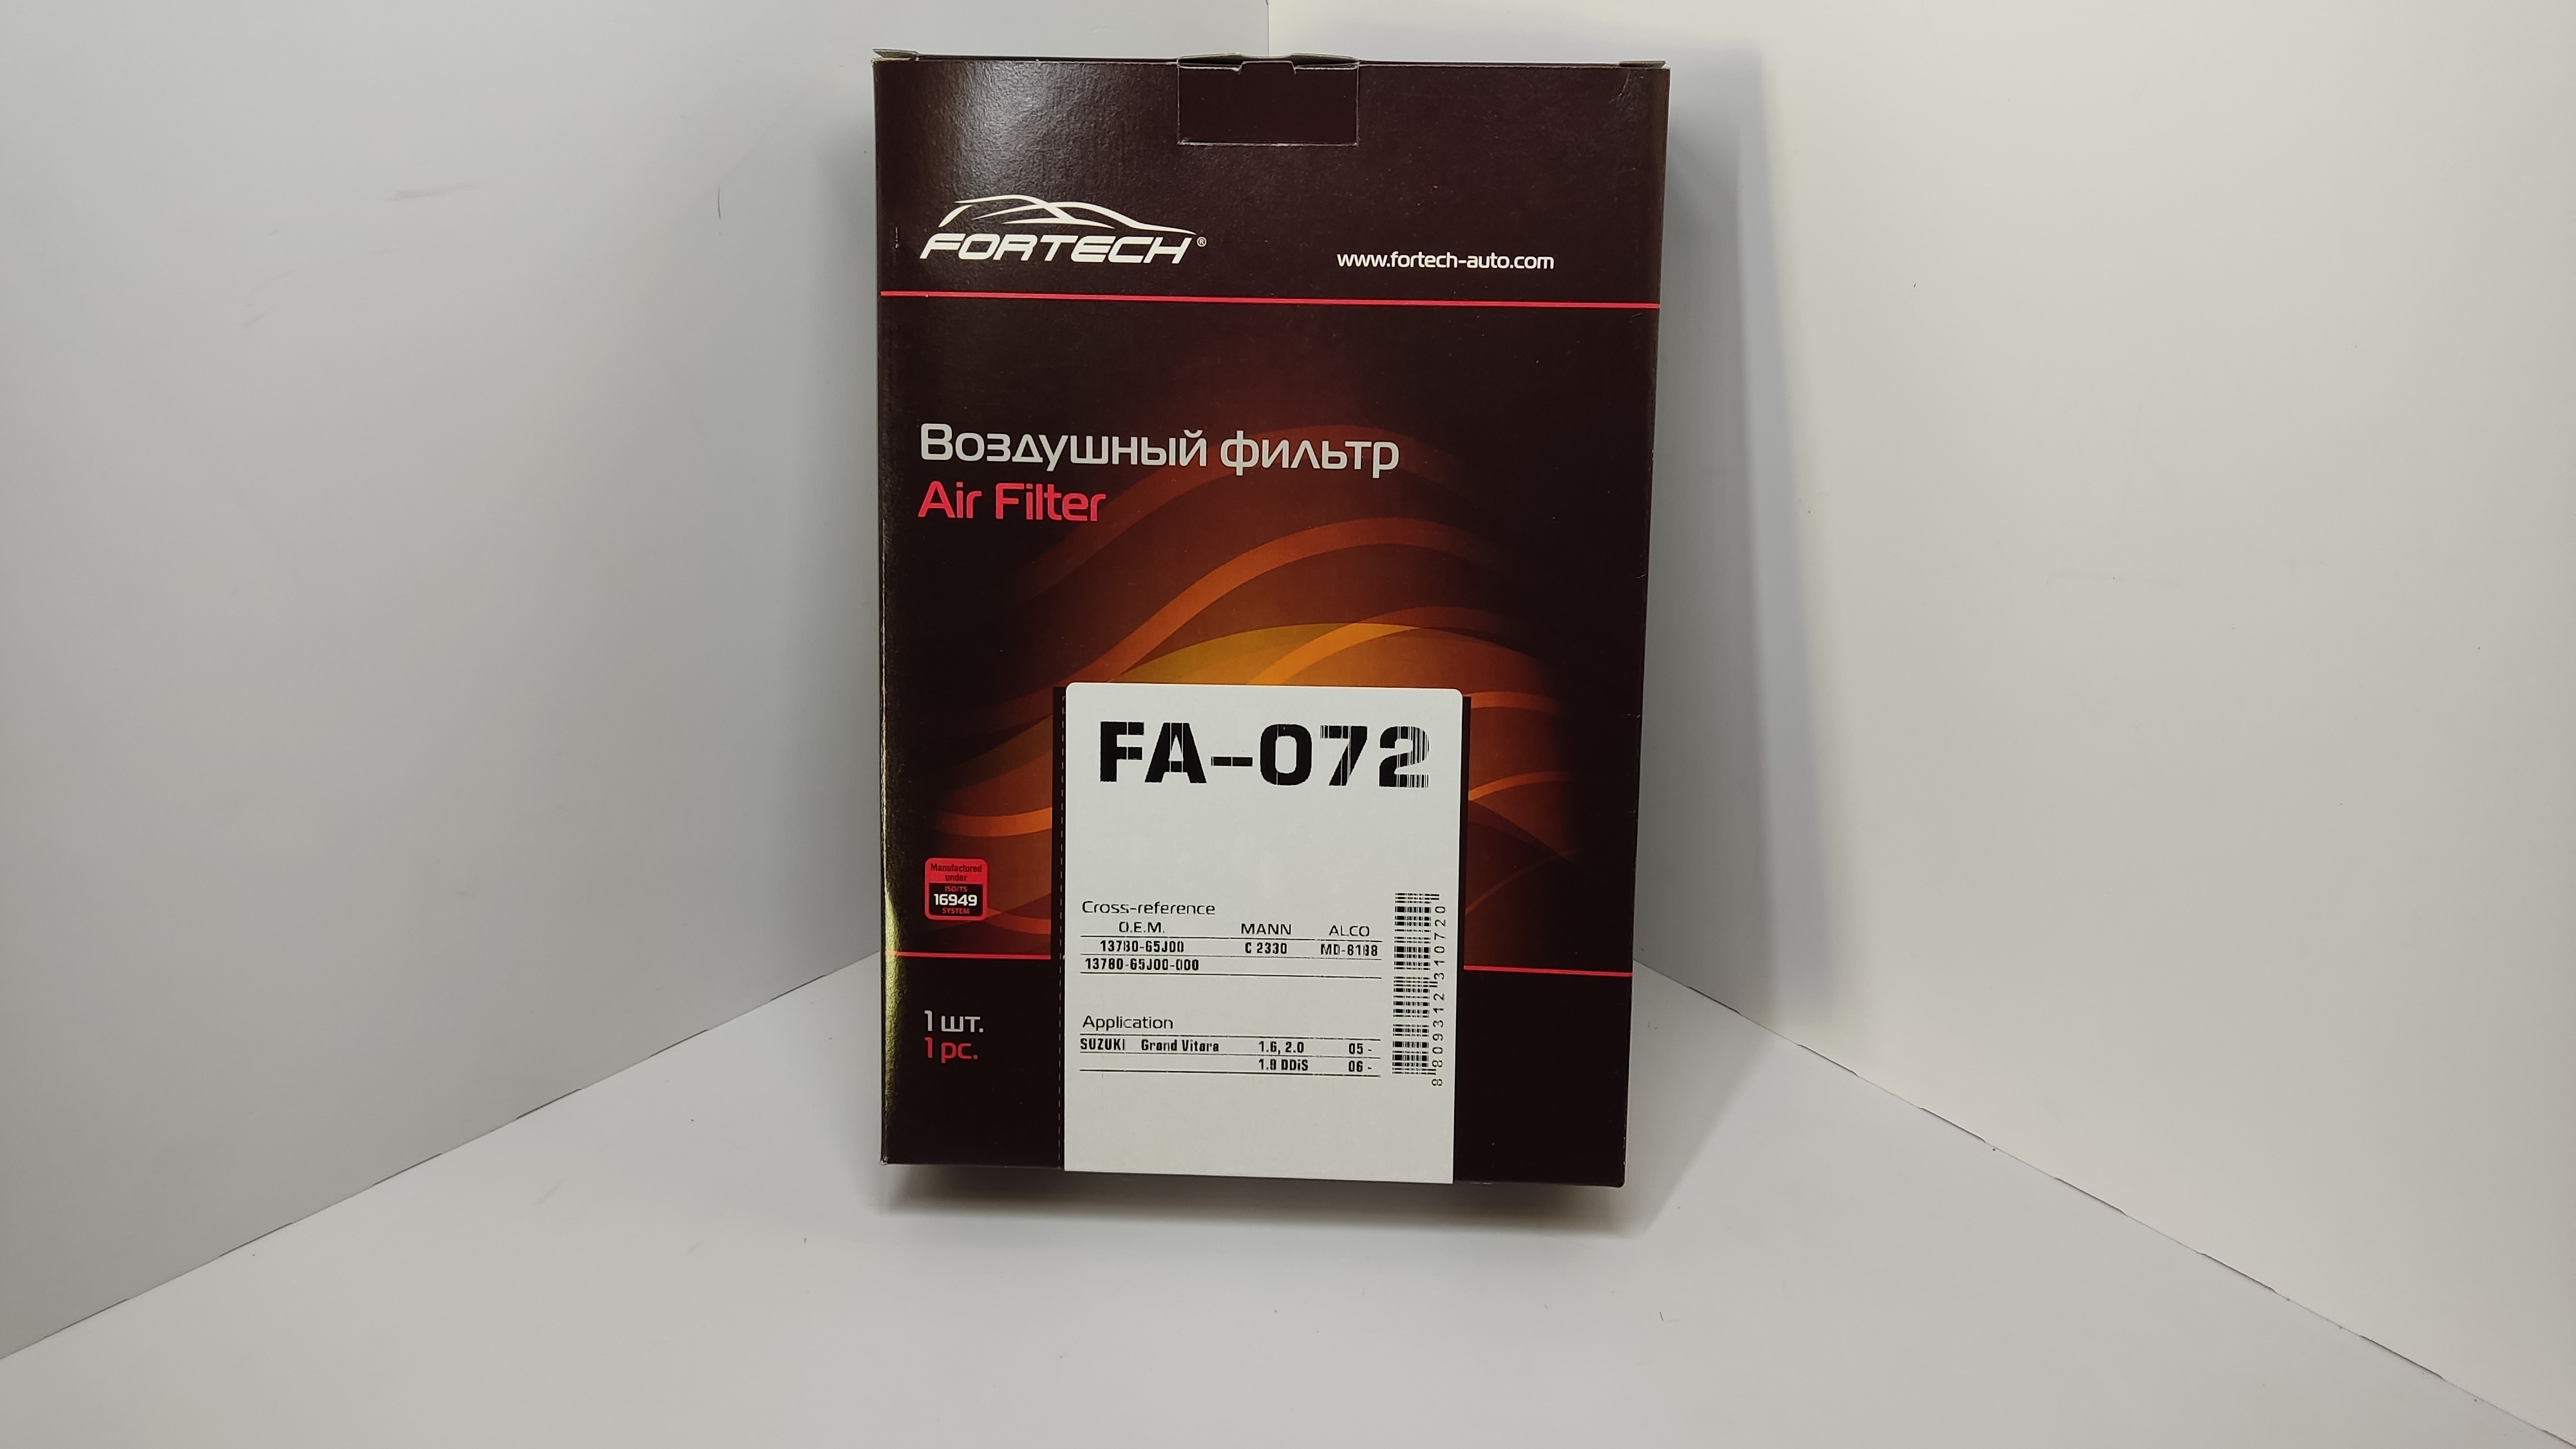 FORTECH®
www.fortech-auto.com
Воздушный фильтр
Air Filter
FA-072
Manufactured
under
ISO/TS
16949
SYSTEM
Cross-reference
O.E.M. MANN ALCO
13780-65J00 C 2330 MD-8188
13780-65J00-000
1 шт.
1 pc.
Application
SUZUKI Grand Vitara 1.6, 2.0 05 -
1.9 DDiS 06 -
8809312310720